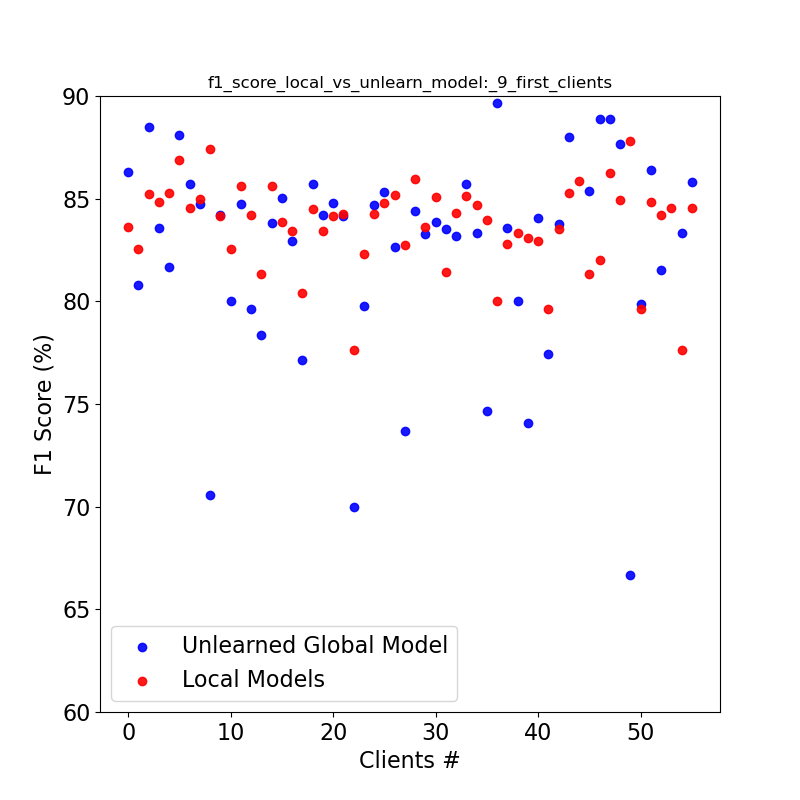 f1_score_local_vs_unlearn_model:_9_first_clients
90
85
80
75
70
65
60
F1 Score (%)
Unlearned Global Model
Local Models
0 10 20 30 40 50
Clients #